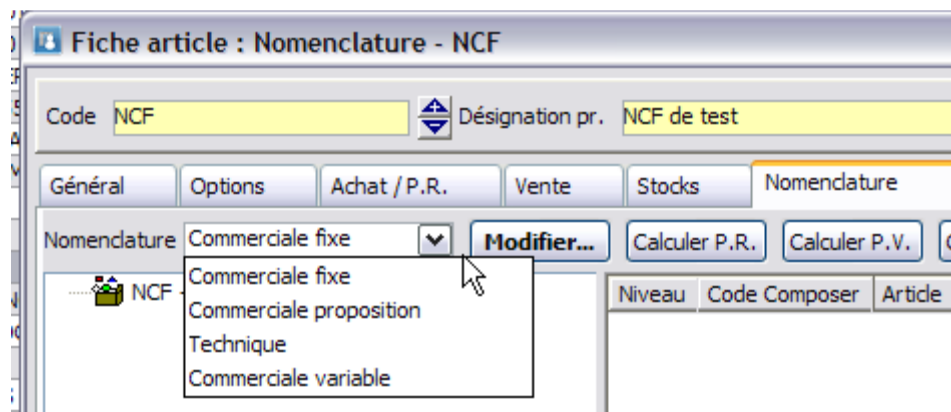 Fiche article : Nomenclature - NCF
Code NCF Désignation pr. NCF de test
Général Options Achat / P.R. Vente Stocks Nomenclature
Nomenclature Commerciale fixe Modifier... Calculer P.R. Calculer P.V.
NCF -
Niveau Code Composer Article
Commerciale fixe
Commerciale proposition
Technique
Commerciale variable